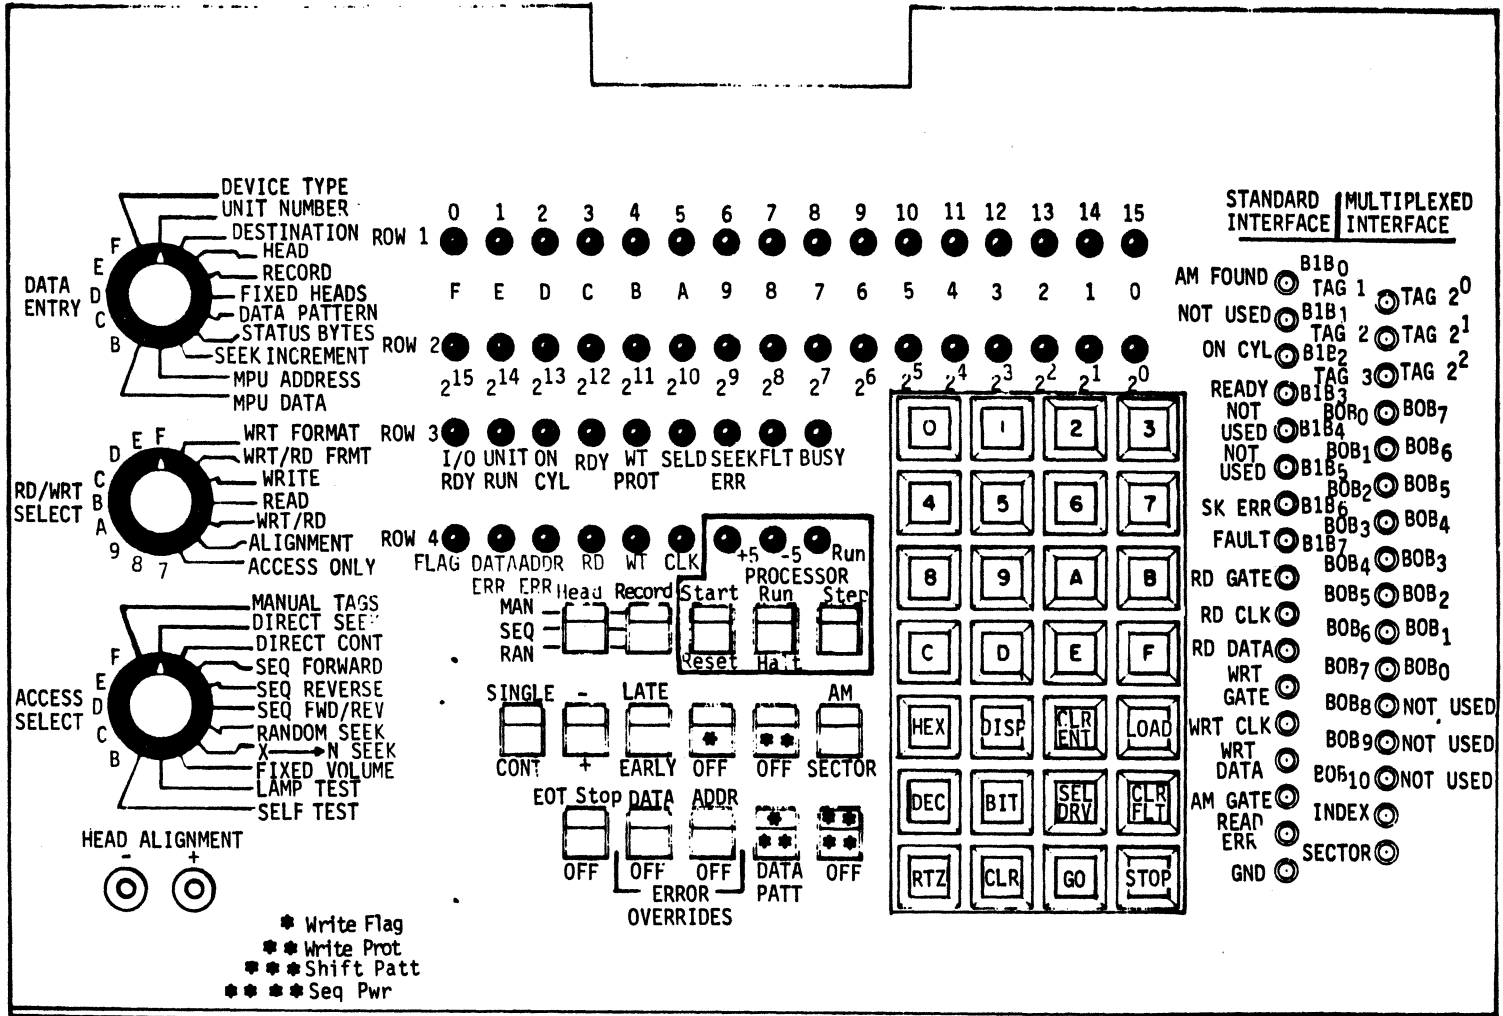 DEVICE TYPE
UNIT NUMBER
DESTINATION
HEAD
RECORD
FIXED HEADS
DATA PATTERN
STATUS BYTES
SEEK INCREMENT
MPU ADDRESS
MPU DATA
DATA
ENTRY
F
E
D
C
B
WRT FORMAT
WRT/RD FRMT
WRITE
READ
WRT/RD
ALIGNMENT
ACCESS ONLY
RD/WRT
SELECT
F
E
D
C
B
A
9
8
7
MANUAL TAGS
DIRECT SEEK
DIRECT CONT
SEQ FORWARD
SEQ REVERSE
SEQ FWD/REV
RANDOM SEEK
X→N SEEK
FIXED VOLUME
LAMP TEST
SELF TEST
ACCESS
SELECT
F
E
D
C
B
HEAD ALIGNMENT
- +
* Write Flag
* * Write Prot
* * * Shift Patt
* * * * Seq Pwr
0 1 2 3 4 5 6 7 8 9 10 11 12 13 14 15
ROW 1
F E D C B A 9 8 7 6 5 4 3 2 1 0
ROW 2
2¹⁵ 2¹⁴ 2¹³ 2¹² 2¹¹ 2¹⁰ 2⁹ 2⁸ 2⁷ 2⁶ 2⁵ 2⁴ 2³ 2² 2¹ 2⁰
ROW 3
I/O UNIT ON RDY WT SELD SEEK FLT BUSY
RDY RUN CYL PROT ERR
ROW 4
FLAG DATA ADDR RD WT CLK +5 -5 Run
ERR ERR
PROCESSOR
Head Record Start Run Step
MAN
SEQ
RAN
Reset Halt
SINGLE - LATE AM
* * *
CONT + EARLY OFF OFF SECTOR
EOT Stop DATA ADDR
* * *
* * * *
OFF OFF OFF DATA OFF
PATT
ERROR
OVERRIDES
0 1 2 3
4 5 6 7
8 9 A B
C D E F
HEX DISP CLR ENT LOAD
DEC BIT SEL DRV CLR FLT
RTZ CLR GO STOP
STANDARD
INTERFACE
MULTIPLEXED
INTERFACE
AM FOUND B1B₀
TAG 1 TAG 2⁰
NOT USED B1B₁
TAG 2 TAG 2¹
ON CYL B1B₂
TAG 3 TAG 2²
READY B1B₃
BOB₀ BOB₇
NOT
USED B1B₄
BOB₁ BOB₆
NOT
USED B1B₅
BOB₂ BOB₅
SK ERR B1B₆
BOB₃ BOB₄
FAULT B1B₇
BOB₄ BOB₃
RD GATE
BOB₅ BOB₂
RD CLK
BOB₆ BOB₁
RD DATA
BOB₇ BOB₀
WRT
GATE
BOB₈ NOT USED
WRT CLK
BOB₉ NOT USED
WRT
DATA
BOB₁₀ NOT USED
AM GATE
INDEX
READ
ERR
SECTOR
GND